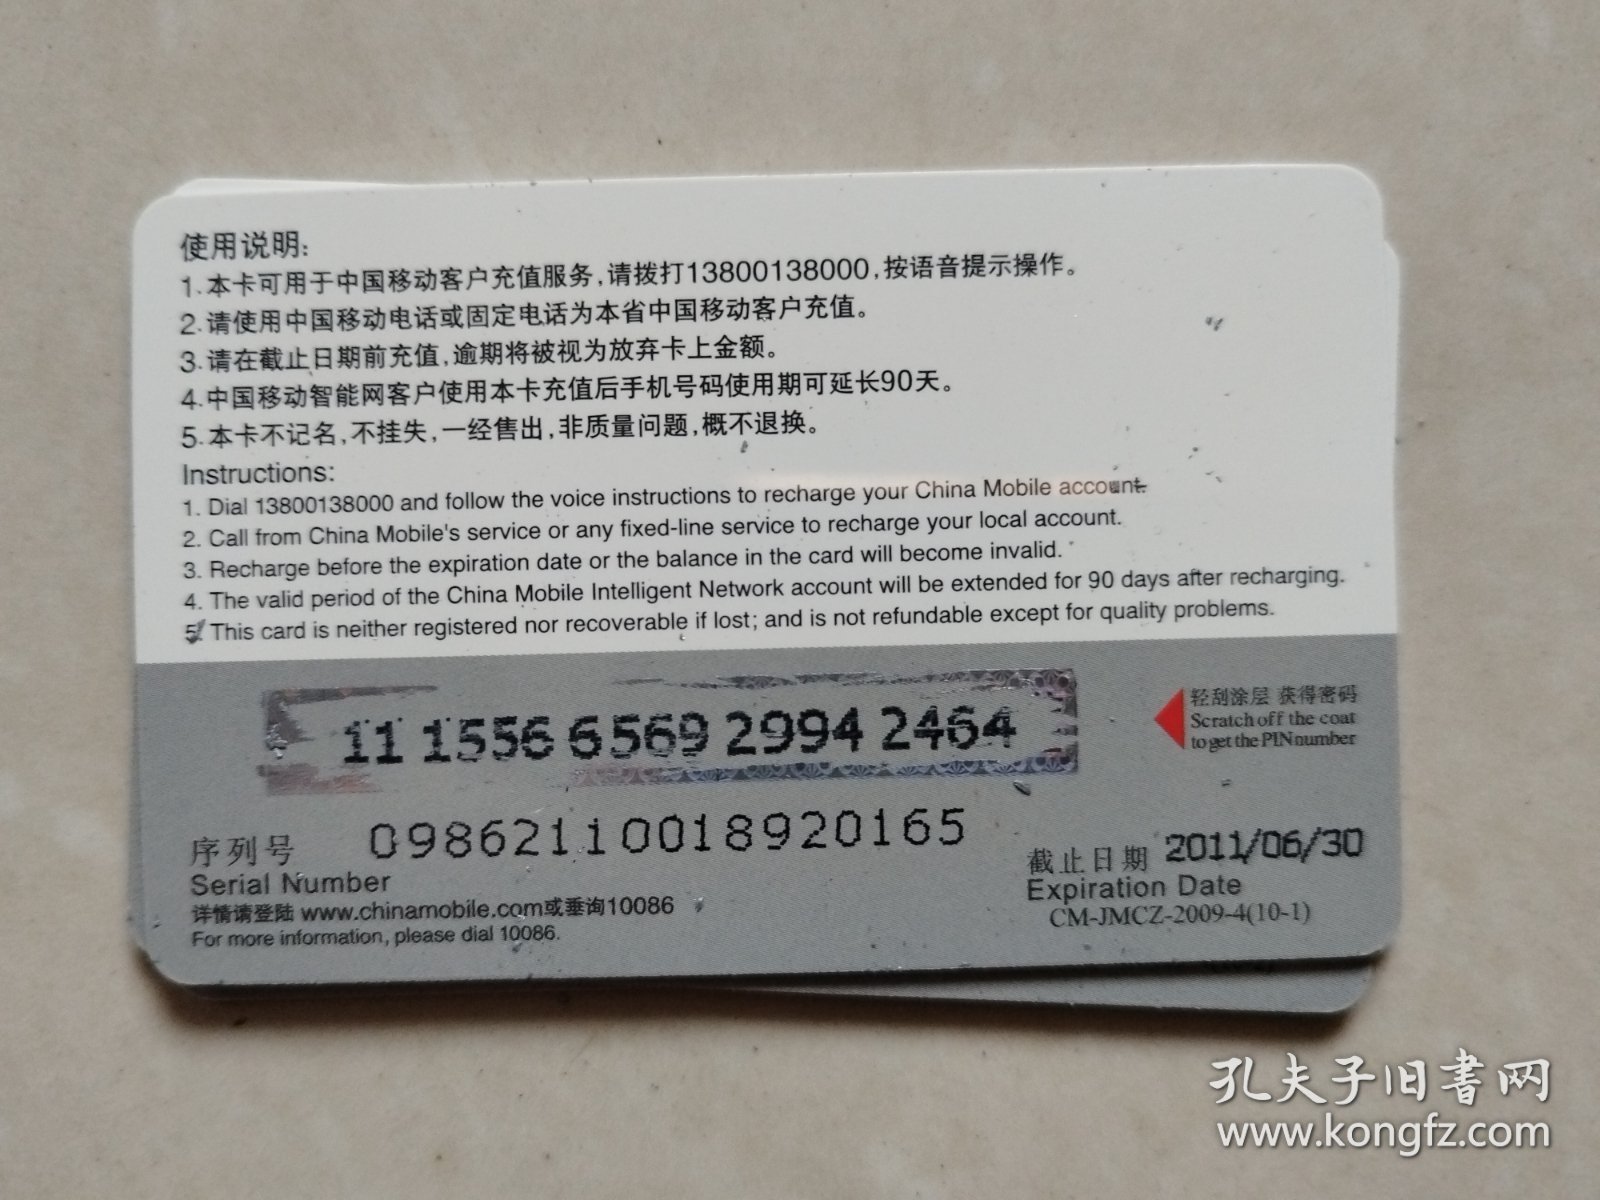 使用说明:
1.本卡可用于中国移动客户充值服务,请拨打13800138000,按语音提示操作。
2.请使用中国移动电话或固定电话为本省中国移动客户充值。
3.请在截止日期前充值,逾期将被视为放弃卡上金额。
4.中国移动智能网客户使用本卡充值后手机号码使用期可延长90天。
5.本卡不记名,不挂失,一经售出,非质量问题,概不退换。
Instructions:
1. Dial 13800138000 and follow the voice instructions to recharge your China Mobile account.
2. Call from China Mobile's service or any fixed-line service to recharge your local account.
3. Recharge before the expiration date or the balance in the card will become invalid.
4. The valid period of the China Mobile Intelligent Network account will be extended for 90 days after recharging.
5. This card is neither registered nor recoverable if lost; and is not refundable except for quality problems.
11 1556 6569 2994 2464
轻刮涂层 获得密码
Scratch off the coat
to get the PIN number
序列号 09862110018920165
Serial Number
截止日期 2011/06/30
Expiration Date
CM-JMCZ-2009-4(10-1)
详情请登陆 www.chinamobile.com或垂询10086
For more information, please dial 10086.
孔夫子旧书网
www.kongfz.com